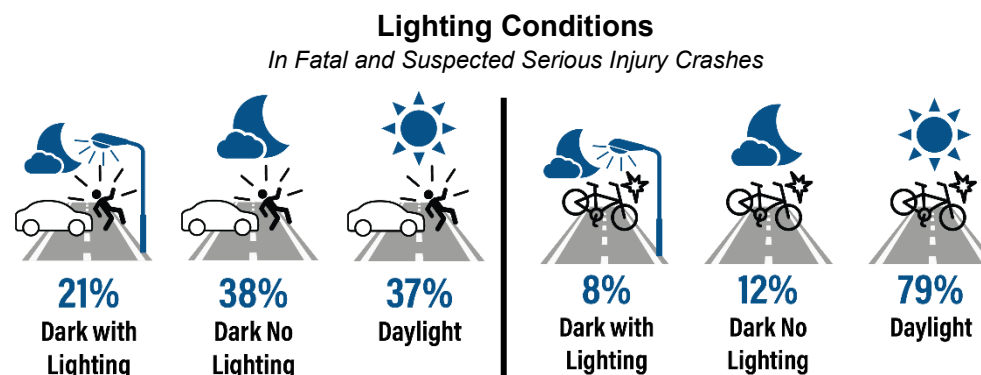 Lighting Conditions
In Fatal and Suspected Serious Injury Crashes
21%
Dark with
Lighting
38%
Dark No
Lighting
37%
Daylight
8%
Dark with
Lighting
12%
Dark No
Lighting
79%
Daylight